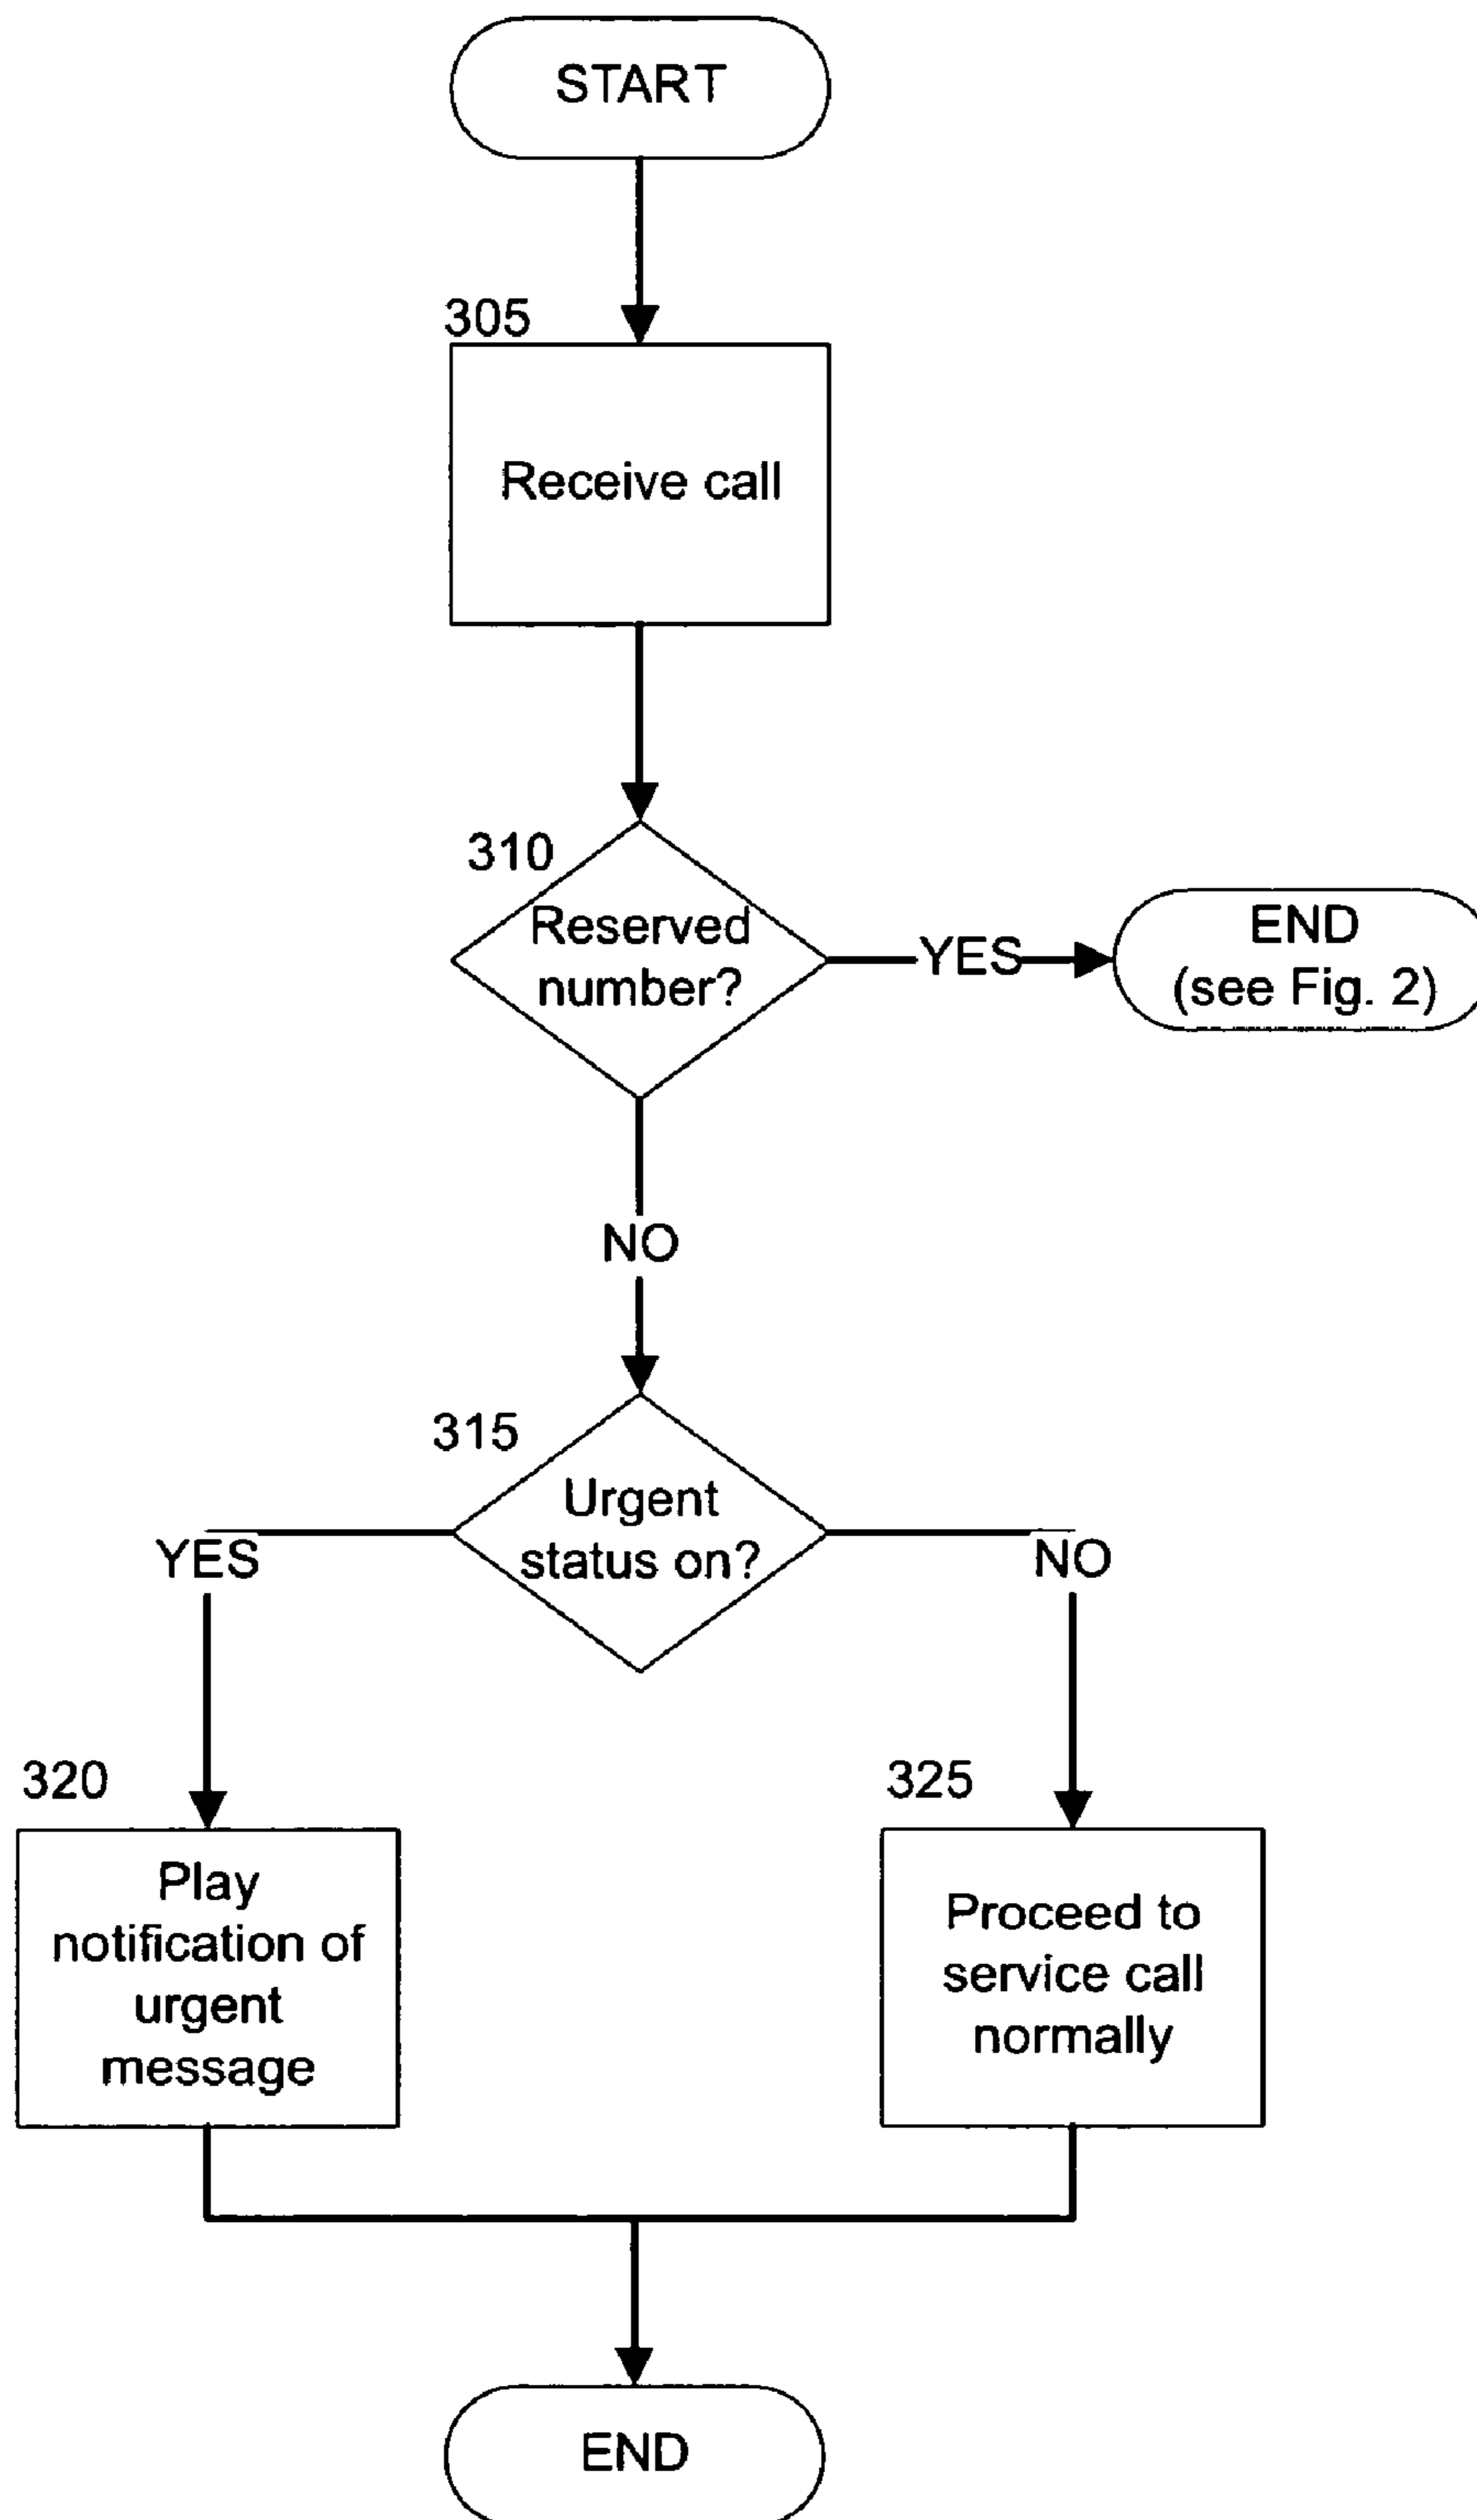 START
305
Receive call
310
Reserved
number?
YES
END
(see Fig. 2)
NO
315
Urgent
status on?
YES
NO
320
325
Play
notification of
urgent
message
Proceed to
service call
normally
END